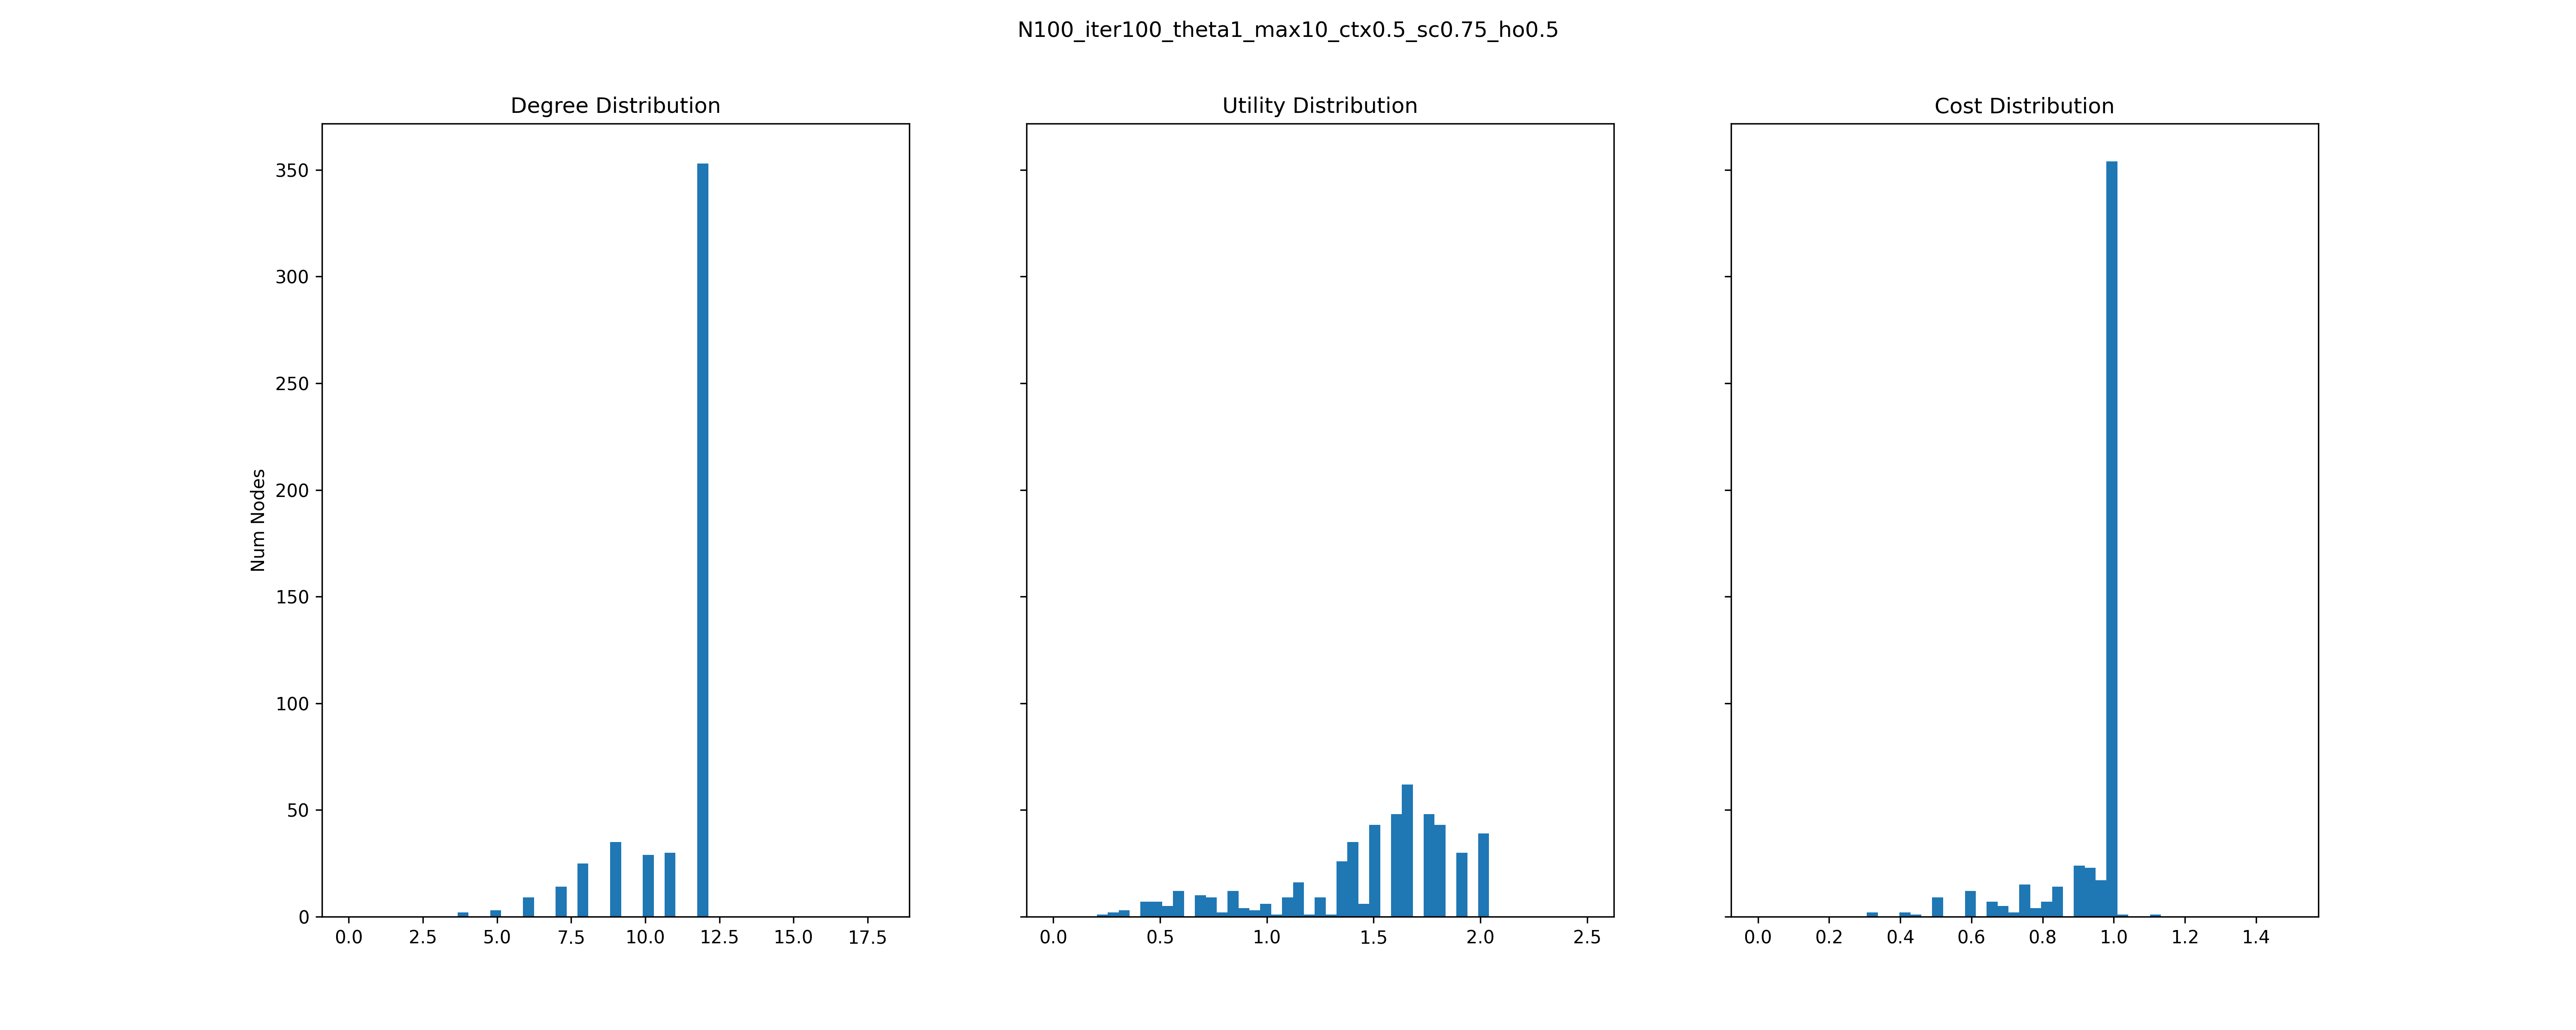 N100_iter100_theta1_max10_ctx0.5_sc0.75_ho0.5
Degree Distribution
Num Nodes
350
300
250
200
150
100
50
0
0.0 2.5 5.0 7.5 10.0 12.5 15.0 17.5
Utility Distribution
0.0 0.5 1.0 1.5 2.0 2.5
Cost Distribution
0.0 0.2 0.4 0.6 0.8 1.0 1.2 1.4